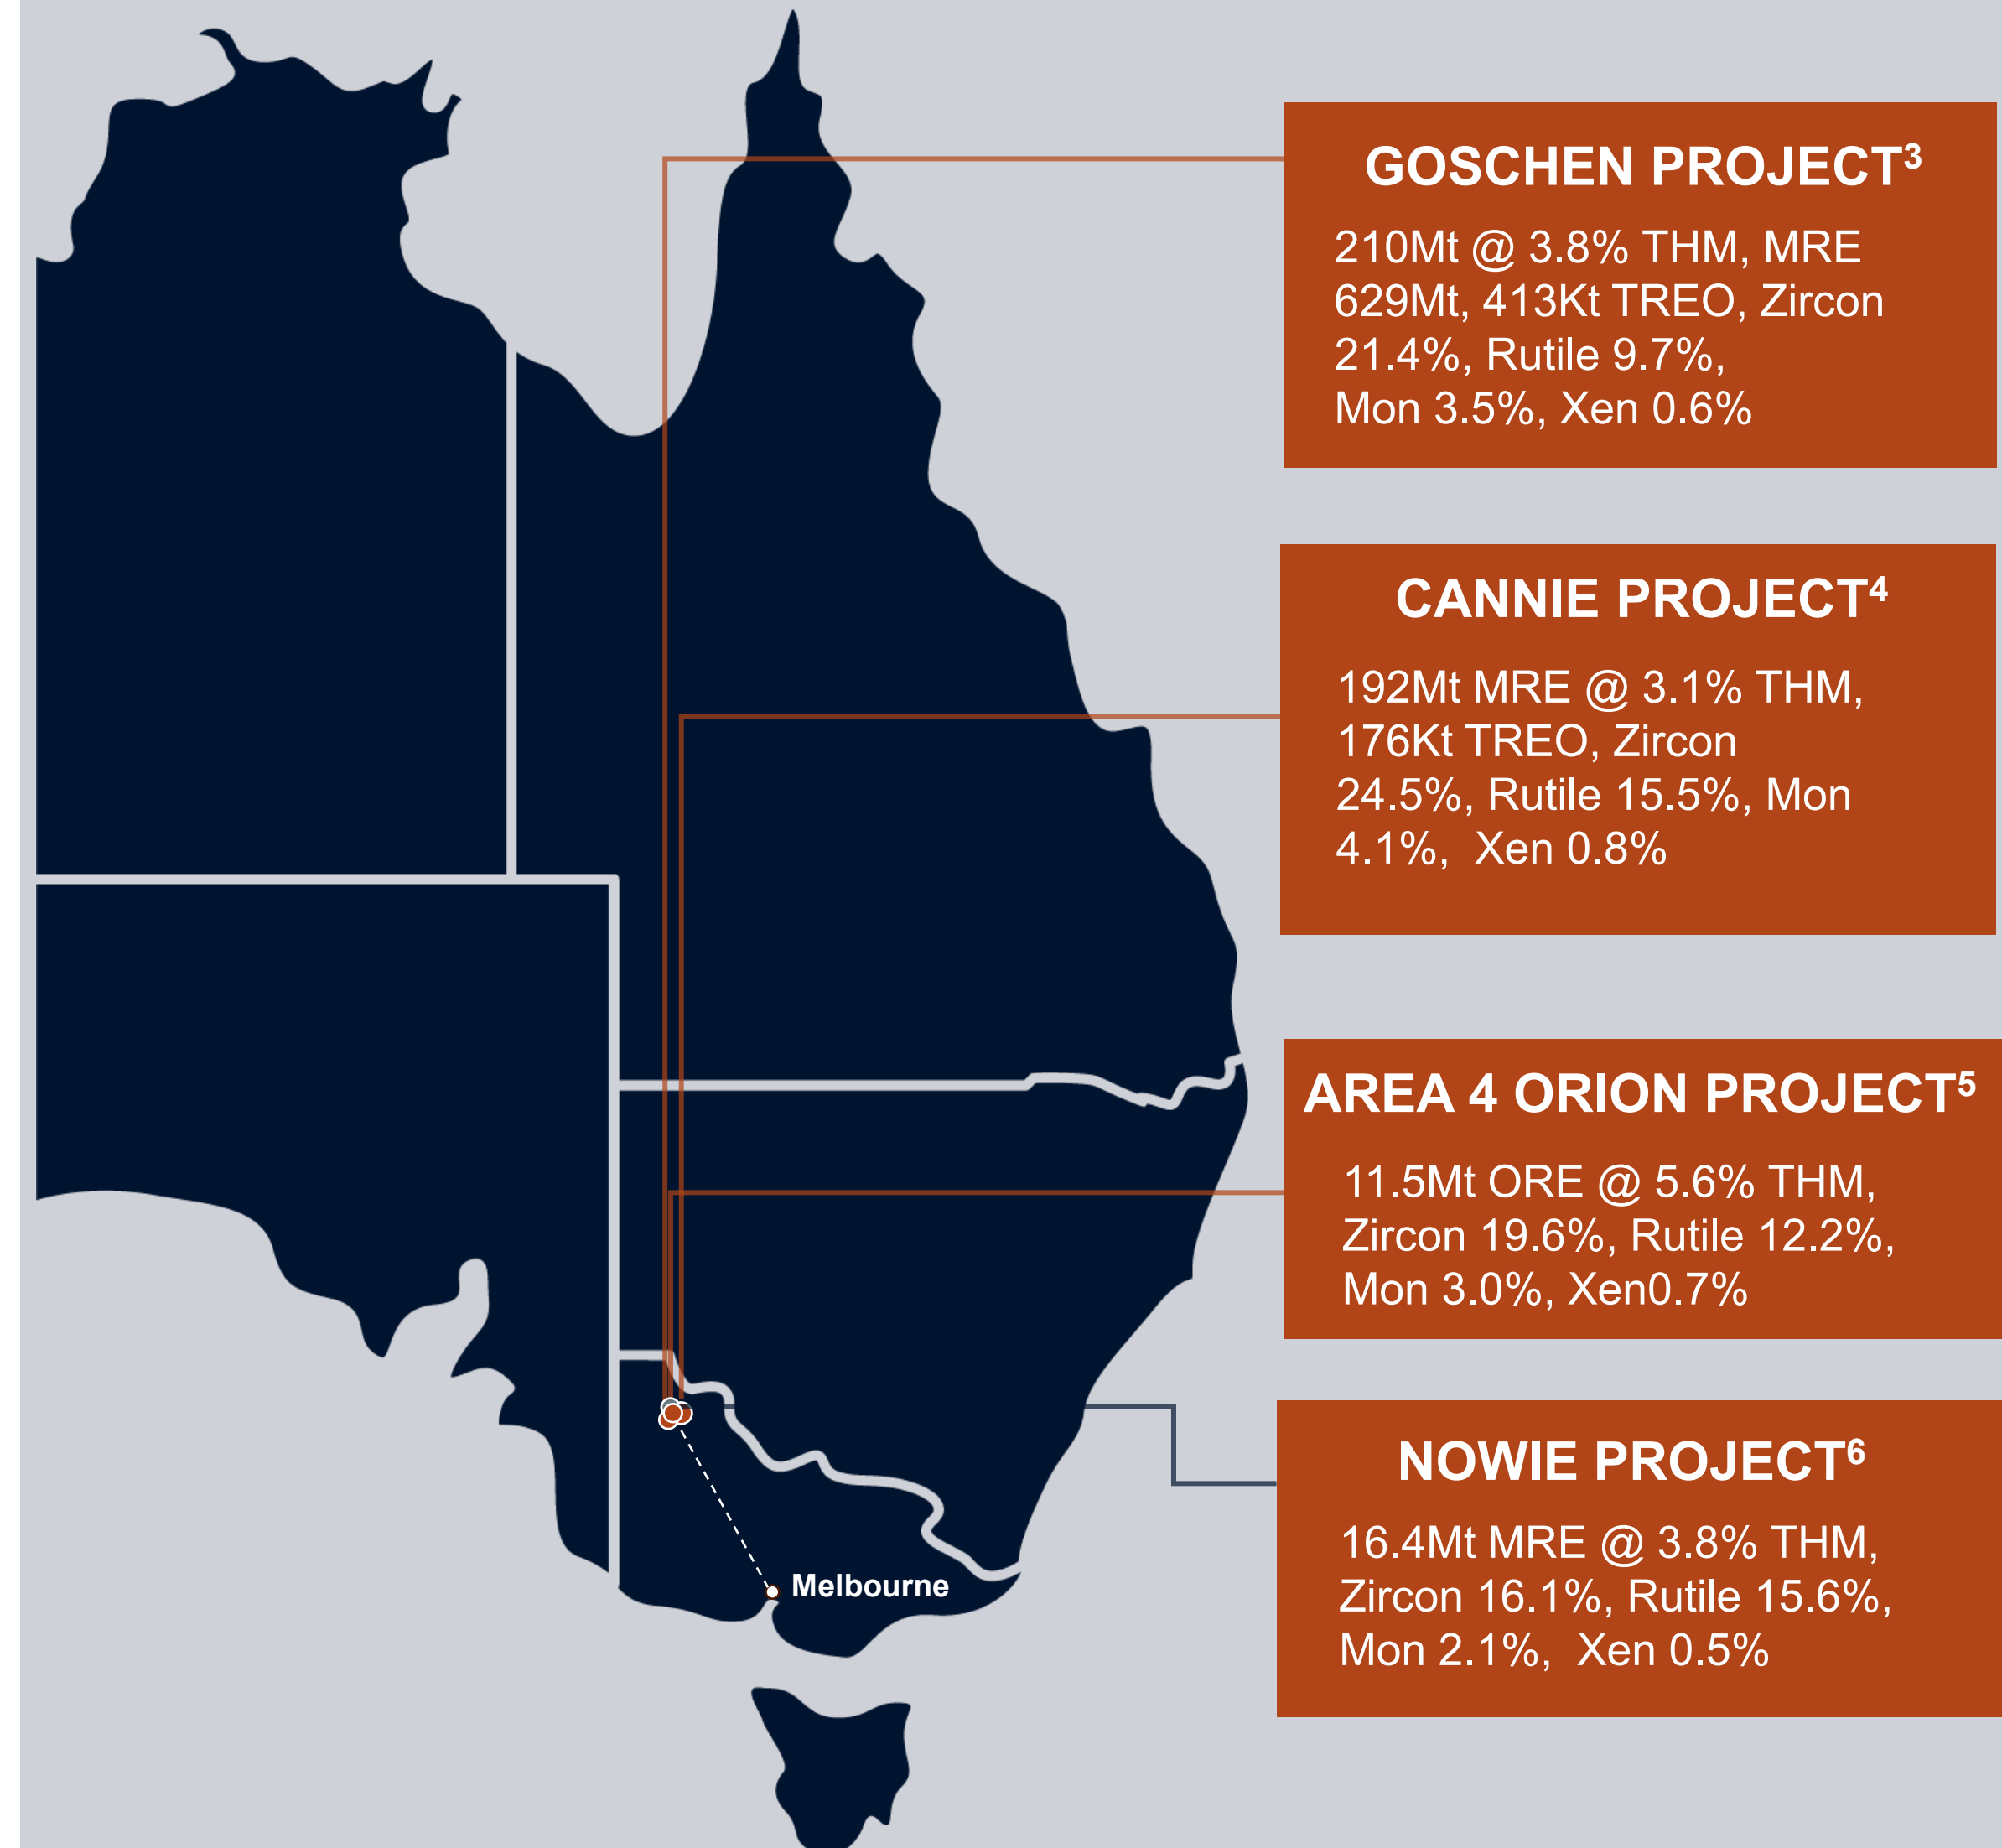 GOSCHEN PROJECT³
210Mt @ 3.8% THM, MRE
629Mt, 413Kt TREO, Zircon
21.4%, Rutile 9.7%,
Mon 3.5%, Xen 0.6%
CANNIE PROJECT⁴
192Mt MRE @ 3.1% THM,
176Kt TREO, Zircon
24.5%, Rutile 15.5%, Mon
4.1%,  Xen 0.8%
AREA 4 ORION PROJECT⁵
11.5Mt ORE @ 5.6% THM,
Zircon 19.6%, Rutile 12.2%,
Mon 3.0%, Xen0.7%
NOWIE PROJECT⁶
16.4Mt MRE @ 3.8% THM,
Zircon 16.1%, Rutile 15.6%,
Mon 2.1%,  Xen 0.5%
Melbourne